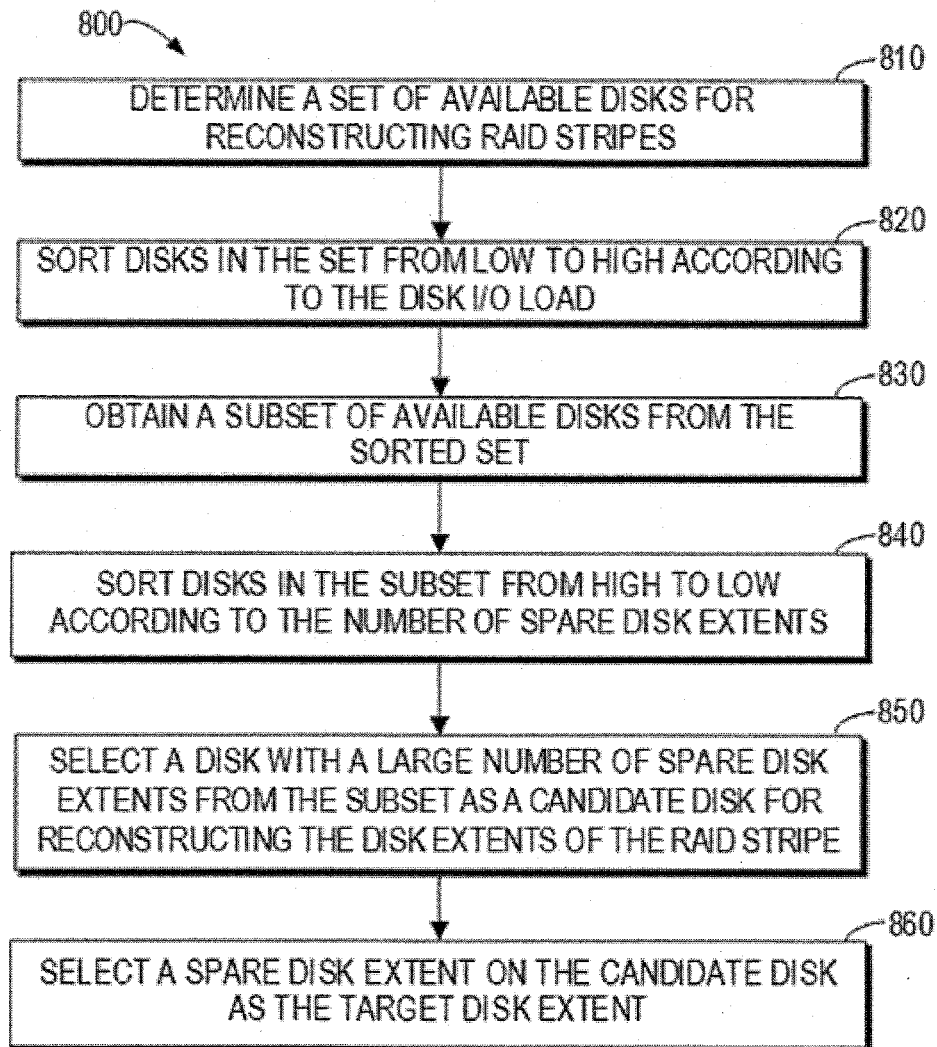 800
810
DETERMINE A SET OF AVAILABLE DISKS FOR
RECONSTRUCTING RAID STRIPES
820
SORT DISKS IN THE SET FROM LOW TO HIGH ACCORDING
TO THE DISK I/O LOAD
830
OBTAIN A SUBSET OF AVAILABLE DISKS FROM THE
SORTED SET
840
SORT DISKS IN THE SUBSET FROM HIGH TO LOW
ACCORDING TO THE NUMBER OF SPARE DISK EXTENTS
850
SELECT A DISK WITH A LARGE NUMBER OF SPARE DISK
EXTENTS FROM THE SUBSET AS A CANDIDATE DISK FOR
RECONSTRUCTING THE DISK EXTENTS OF THE RAID STRIPE
860
SELECT A SPARE DISK EXTENT ON THE CANDIDATE DISK
AS THE TARGET DISK EXTENT